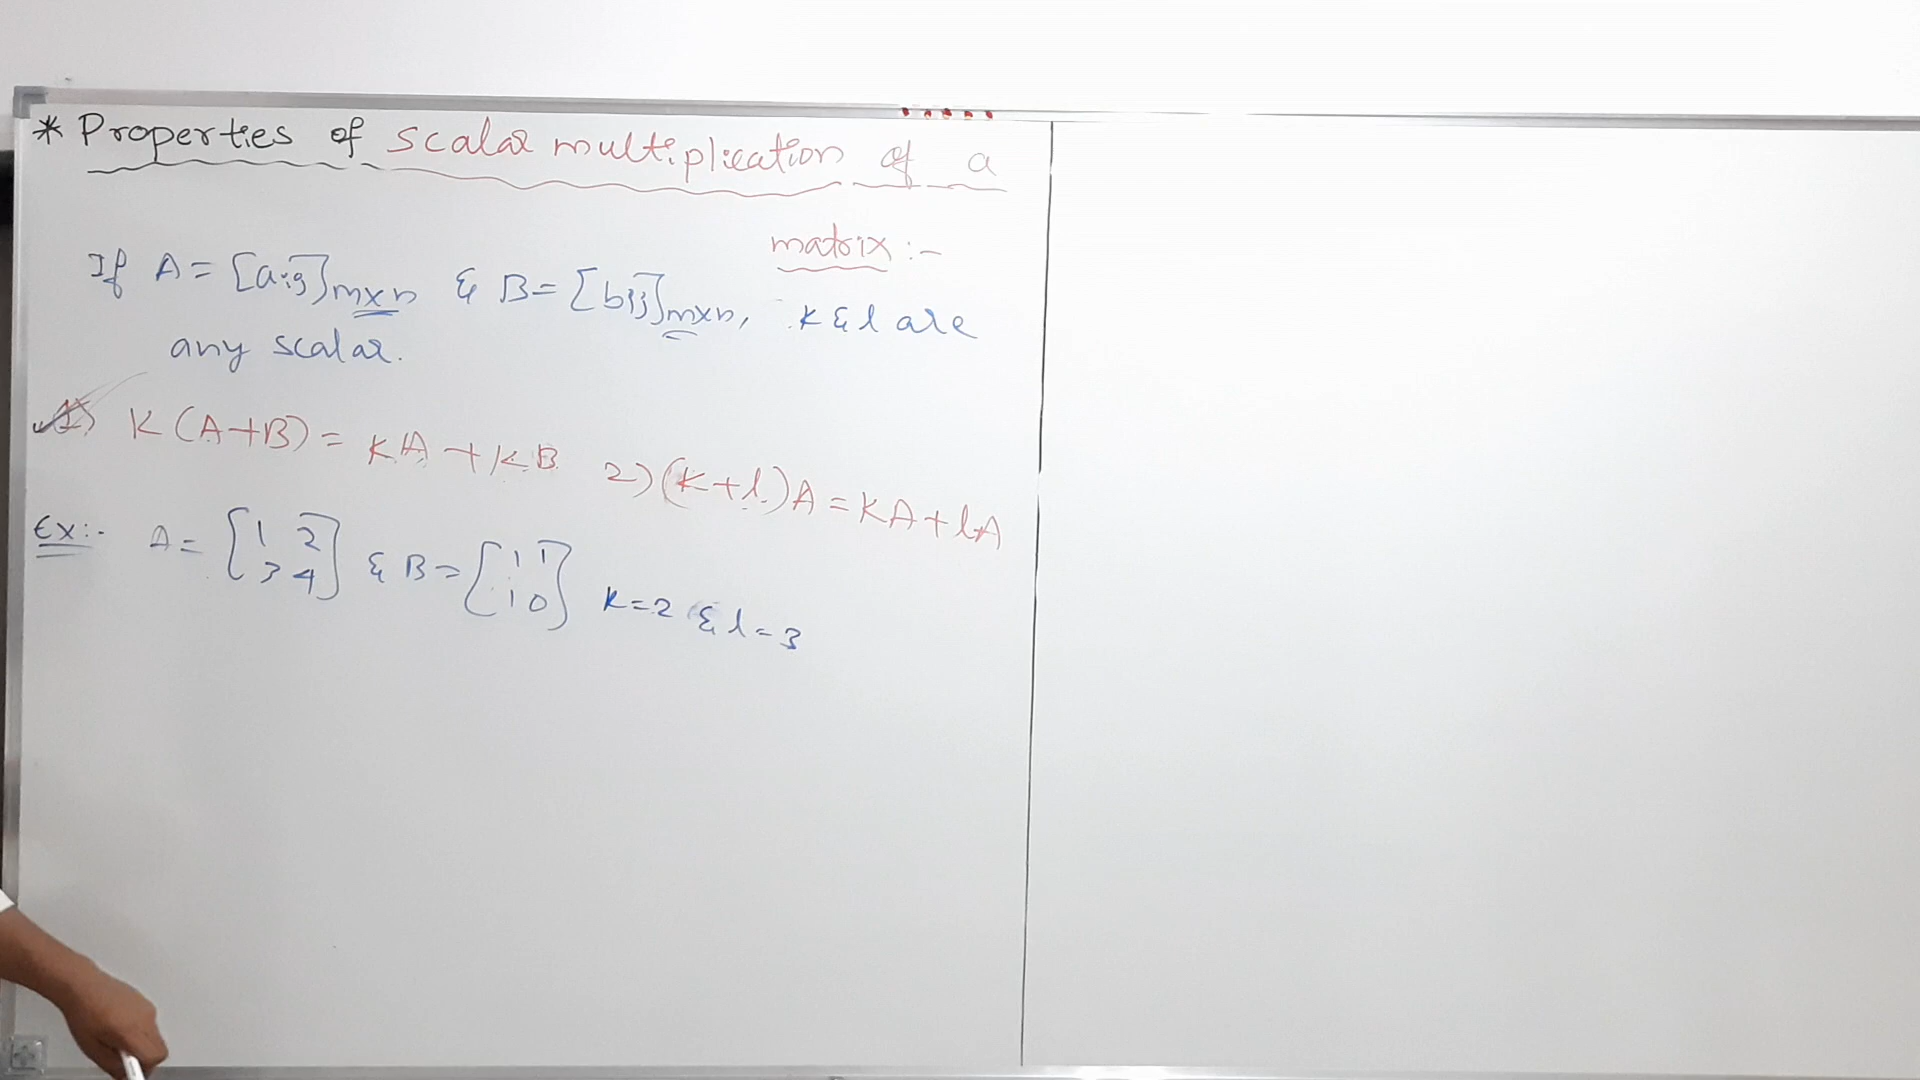 * Properties of scalar multiplication of a
matrix :-
If A = [aij]m×n & B = [bij]m×n, K & l are
any scalar.
1) K(A+B) = KA + KB 2) (K+l)A = KA + lA
Ex:- A = [1 2 & B = [1 1 K=2 & l=3
3 4] 1 0]